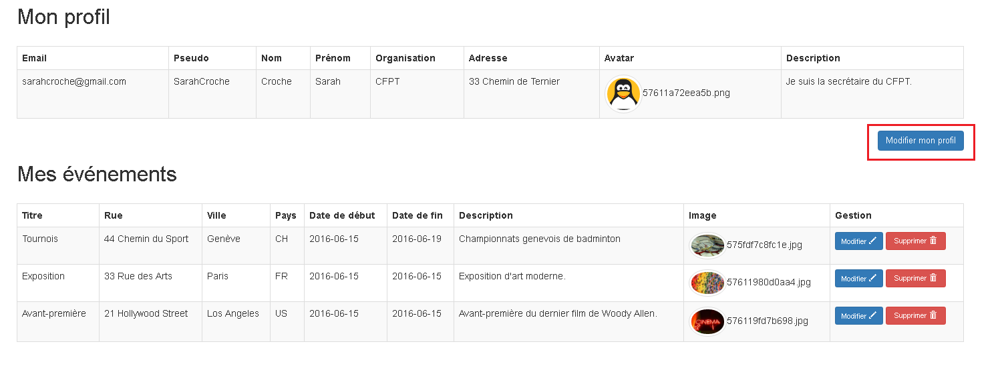 Mon profil
Email Pseudo Nom Prénom Organisation Adresse Avatar Description
sarahcroche@gmail.com SarahCroche Croche Sarah CFPT 33 Chemin de Ternier 57611a72eea5b.png Je suis la secrétaire du CFPT.
Modifier mon profil
Mes événements
Titre Rue Ville Pays Date de début Date de fin Description Image Gestion
Tournois 44 Chemin du Sport Genève CH 2016-06-15 2016-06-19 Championnats genevois de badminton 575fdf7c8fc1e.jpg Modifier Supprimer
Exposition 33 Rue des Arts Paris FR 2016-06-15 2016-06-15 Exposition d'art moderne. 57611980d0aa4.jpg Modifier Supprimer
Avant-première 21 Hollywood Street Los Angeles US 2016-06-15 2016-06-15 Avant-première du dernier film de Woody Allen. CINEMA 576119fd7b698.jpg Modifier Supprimer